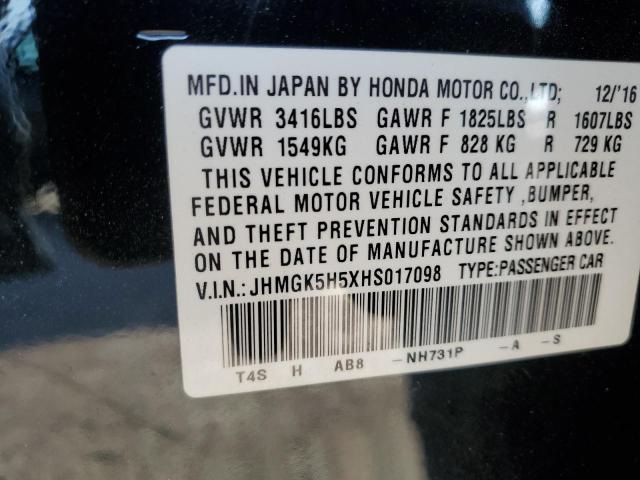 MFD.IN JAPAN BY HONDA MOTOR CO.,LTD; 12/'16
GVWR 3416LBS GAWR F 1825LBS R 1607LBS
GVWR 1549KG GAWR F 828 KG R 729 KG
THIS VEHICLE CONFORMS TO ALL APPLICABLE
FEDERAL MOTOR VEHICLE SAFETY ,BUMPER,
AND THEFT PREVENTION STANDARDS IN EFFECT
ON THE DATE OF MANUFACTURE SHOWN ABOVE.
V.I.N.: JHMGK5H5XHS017098 TYPE:PASSENGER CAR
T4S H AB8 -NH731P -A -S